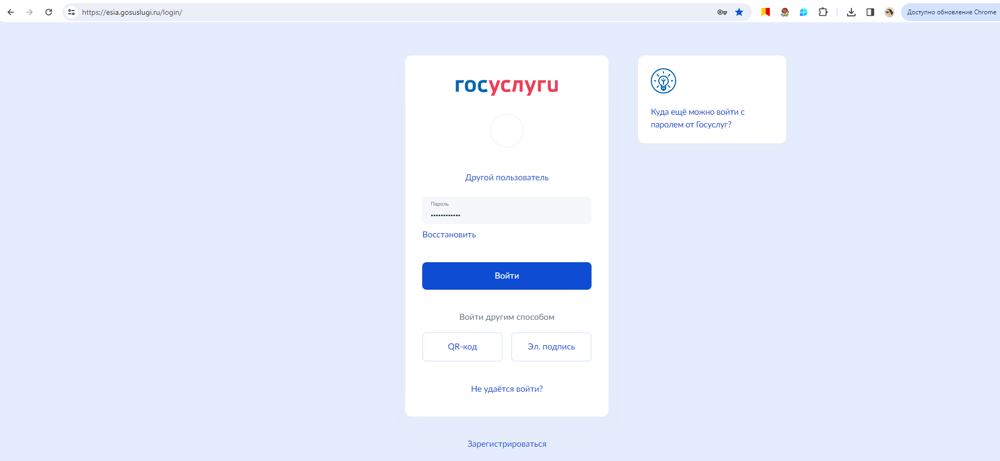 https://esia.gosuslugi.ru/login/
Доступно обновление Chrome
госуслуги
Куда ещё можно войти с
паролем от Госуслуг?
Другой пользователь
Пароль
••••••••••••
Восстановить
Войти
Войти другим способом
QR-код
Эл. подпись
Не удаётся войти?
Зарегистрироваться